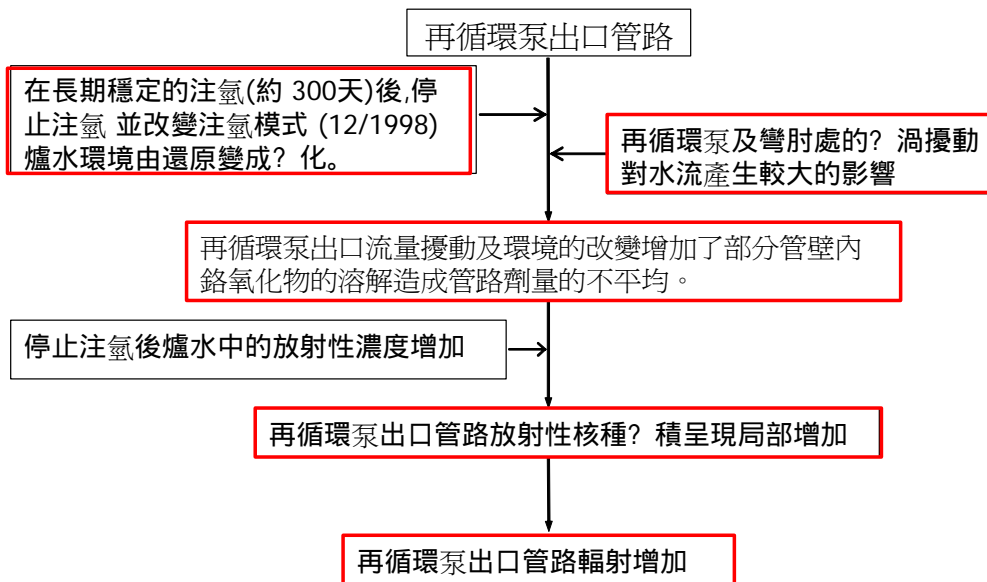 再循環泵出口管路
在長期穩定的注氫(約 300天)後,停
止注氫 並改變注氫模式 (12/1998)
爐水環境由還原變成? 化。
再循環泵及彎肘處的? 渦擾動
對水流產生較大的影響
再循環泵出口流量擾動及環境的改變增加了部分管壁內
鉻氧化物的溶解造成管路劑量的不平均。
停止注氫後爐水中的放射性濃度增加
再循環泵出口管路放射性核種? 積呈現局部增加
再循環泵出口管路輻射增加